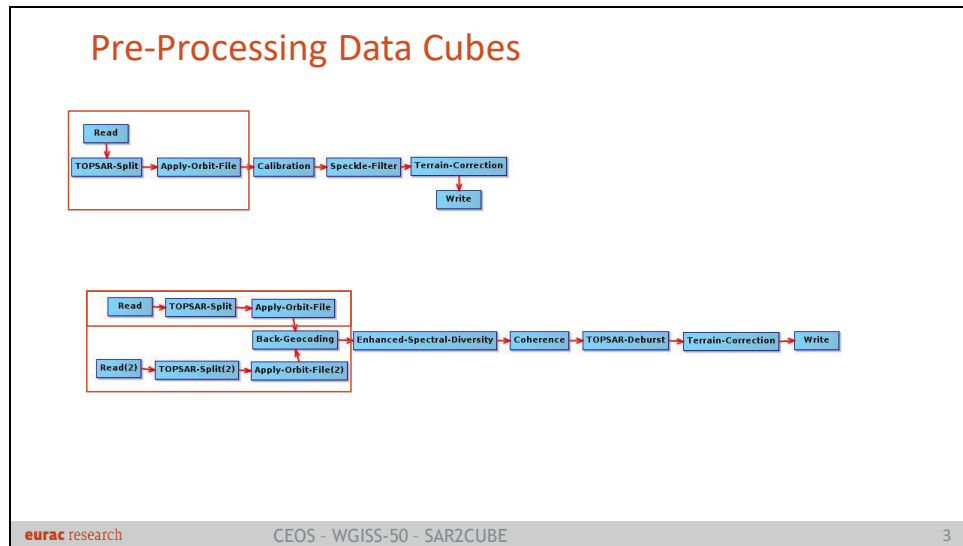 Pre-Processing Data Cubes
Read
TOPSAR-Split
Apply-Orbit-File
Calibration
Speckle-Filter
Terrain-Correction
Write
Read
TOPSAR-Split
Apply-Orbit-File
Back-Geocoding
Enhanced-Spectral-Diversity
Coherence
TOPSAR-Deburst
Terrain-Correction
Write
Read(2)
TOPSAR-Split(2)
Apply-Orbit-File(2)
eurac research
CEOS - WGISS-50 - SAR2CUBE
3